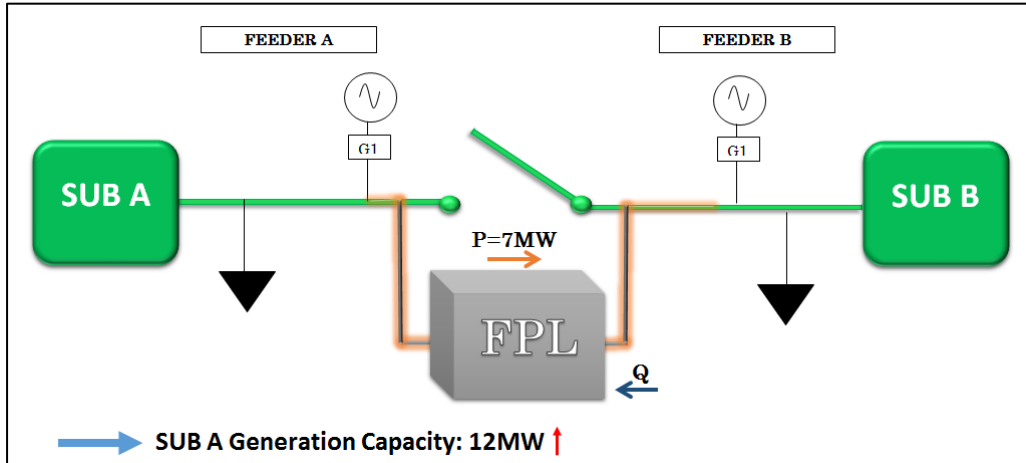 FEEDER A
FEEDER B
G1
G1
SUB A
SUB B
P=7MW
FPL
Q
SUB A Generation Capacity: 12MW